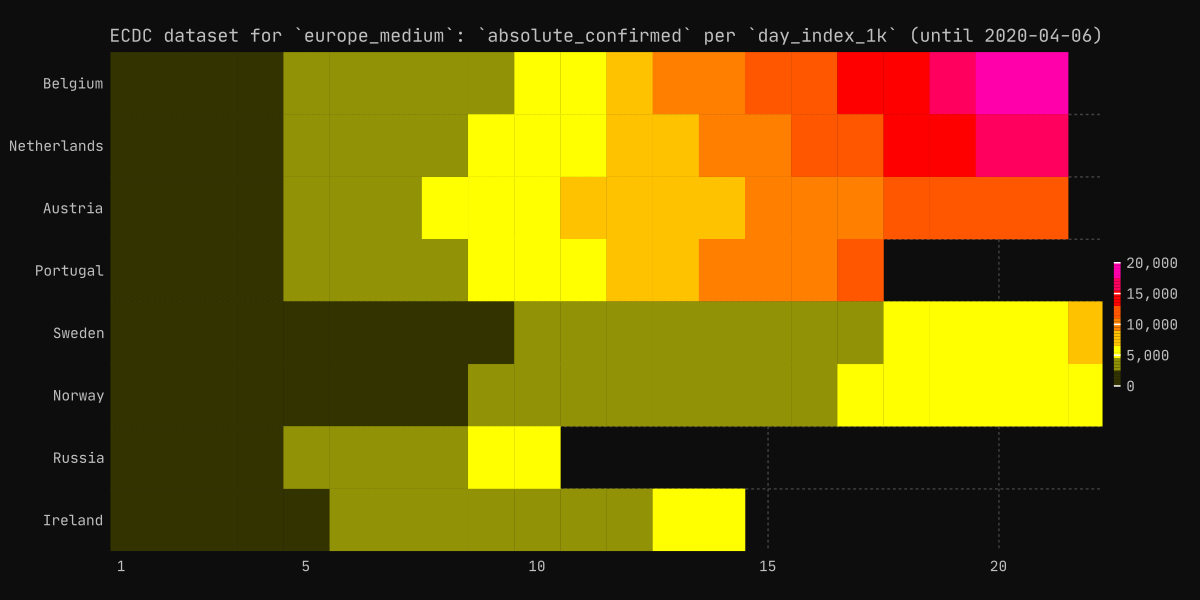 ECDC dataset for `europe_medium`: `absolute_confirmed` per `day_index_1k` (until 2020-04-06)
Belgium
Netherlands
Austria
Portugal
Sweden
Norway
Russia
Ireland
20,000
15,000
10,000
5,000
0
1 5 10 15 20